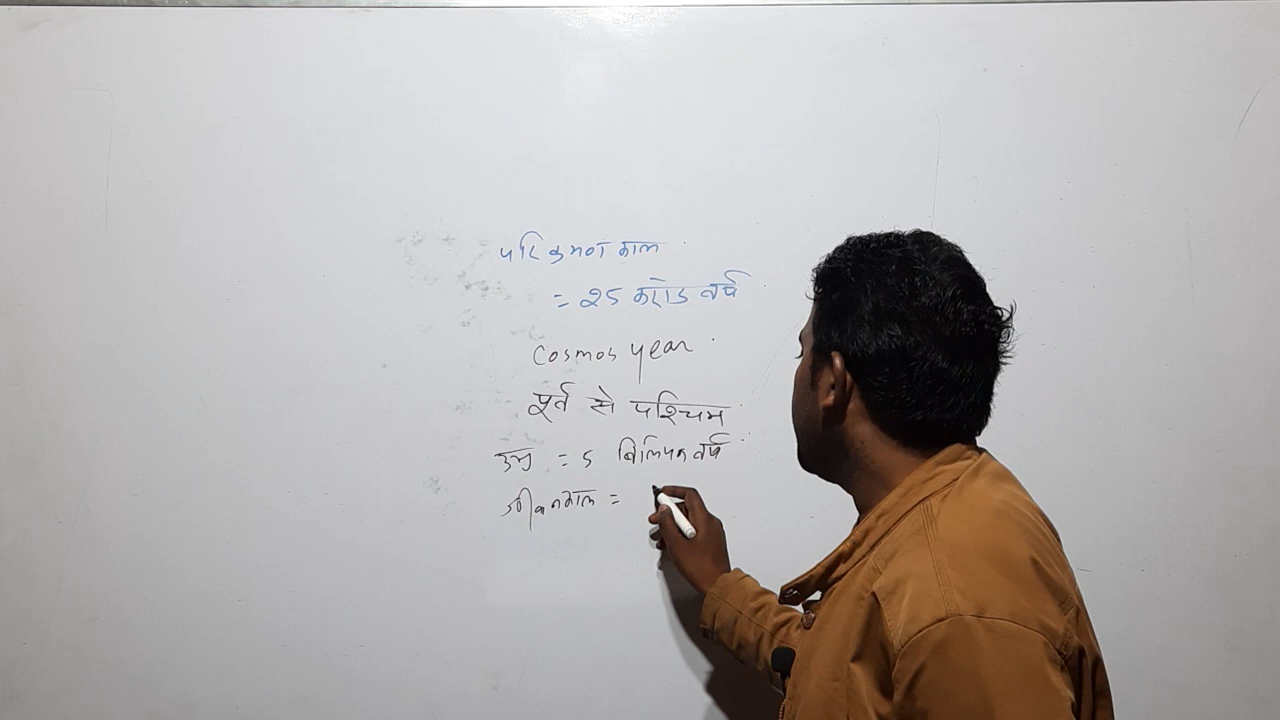 परिक्रमण काल
= 25 करोड वर्ष
Cosmos year
पूर्व से पश्चिम
उम्र = 5 बिलियन वर्ष
जीवनकाल =